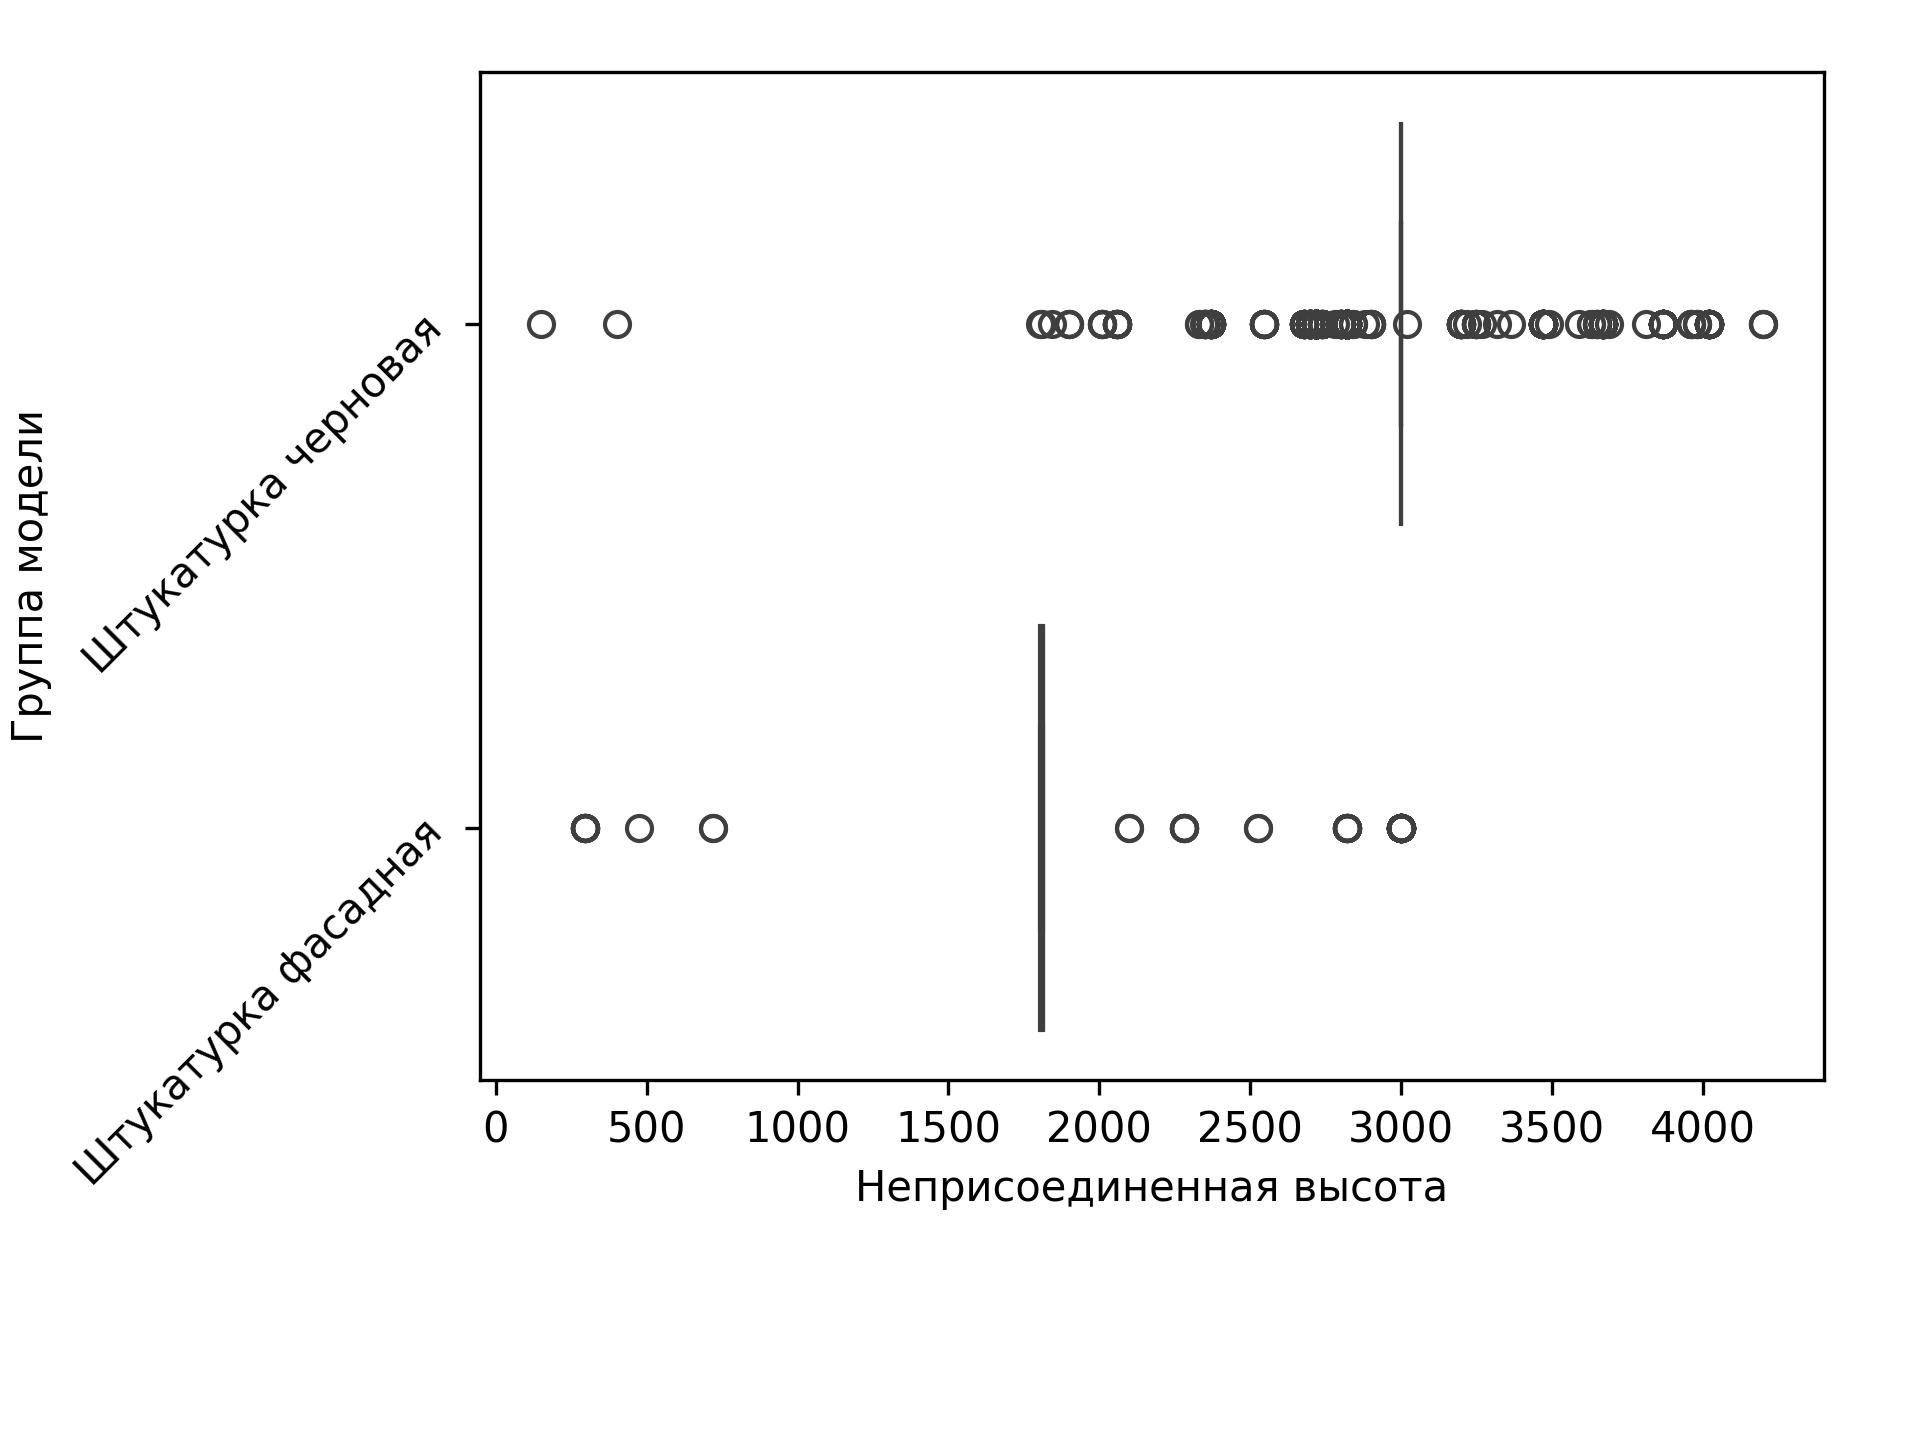 Группа модели
Штукатурка черновая
Штукатурка фасадная
0 500 1000 1500 2000 2500 3000 3500 4000
Неприсоединенная высота